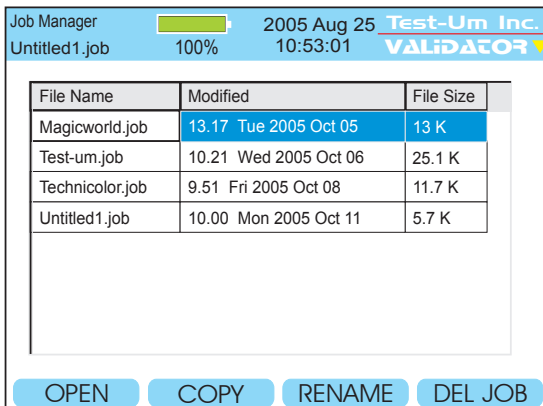 Job Manager
2005 Aug 25
Test-Um Inc.
Untitled1.job
100%
10:53:01
VALIDATOR
File Name Modified File Size
Magicworld.job 13.17 Tue 2005 Oct 05 13 K
Test-um.job 10.21 Wed 2005 Oct 06 25.1 K
Technicolor.job 9.51 Fri 2005 Oct 08 11.7 K
Untitled1.job 10.00 Mon 2005 Oct 11 5.7 K
OPEN COPY RENAME DEL JOB